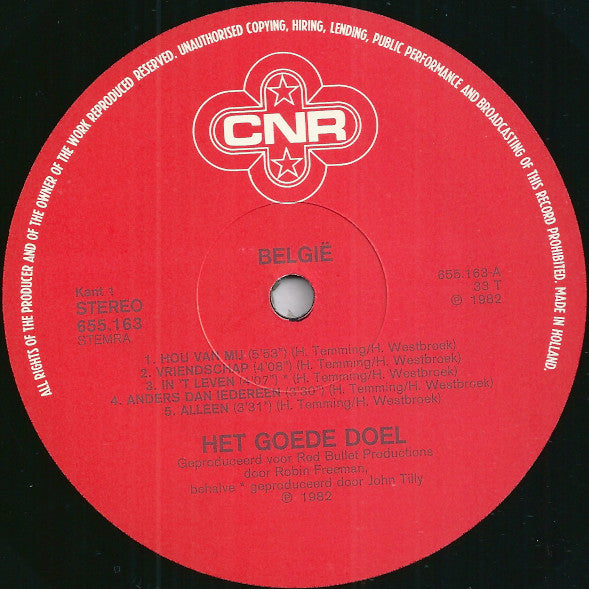 ALL RIGHTS OF THE PRODUCER AND OF THE OWNER OF THE WORK REPRODUCED RESERVED. UNAUTHORISED COPYING, HIRING, LENDING, PUBLIC PERFORMANCE AND BROADCASTING OF THIS RECORD PROHIBITED. MADE IN HOLLAND.
CNR
BELGIË
Kant 1
STEREO
655.163
STEMRA
655.163 A
33 T
℗ 1982
1. HOU VAN MIJ (5'53") (H. Temming/H. Westbroek)
2. VRIENDSCHAP (4'08") (H. Temming/H. Westbroek)
3. IN 'T LEVEN (4'07") * (H. Temming/H. Westbroek)
4. ANDERS DAN IEDEREEN (3'30") (H. Temming/H. Westbroek)
5. ALLEEN (3'31") (H. Temming/H. Westbroek)
HET GOEDE DOEL
Geproduceerd voor Red Bullet Productions
door Robin Freeman,
behalve * geproduceerd door John Tilly
℗ 1982